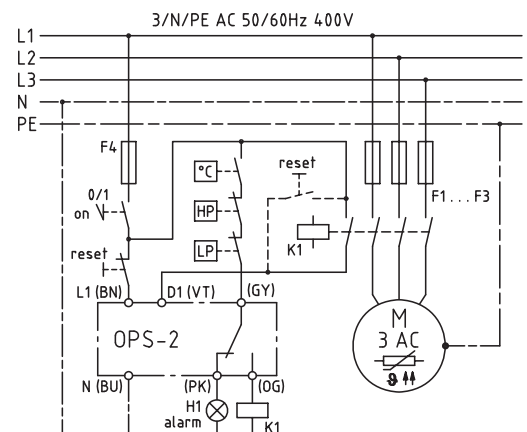 3/N/PE AC 50/60Hz 400V
L1
L2
L3
N
PE
F4
°C
reset
0/1
on
HP
F1...F3
reset
LP
K1
L1 (BN)
D1 (VT)
(GY)
OPS-2
M
3 AC
ϑ
N (BU)
(PK)
(OG)
H1
alarm
K1